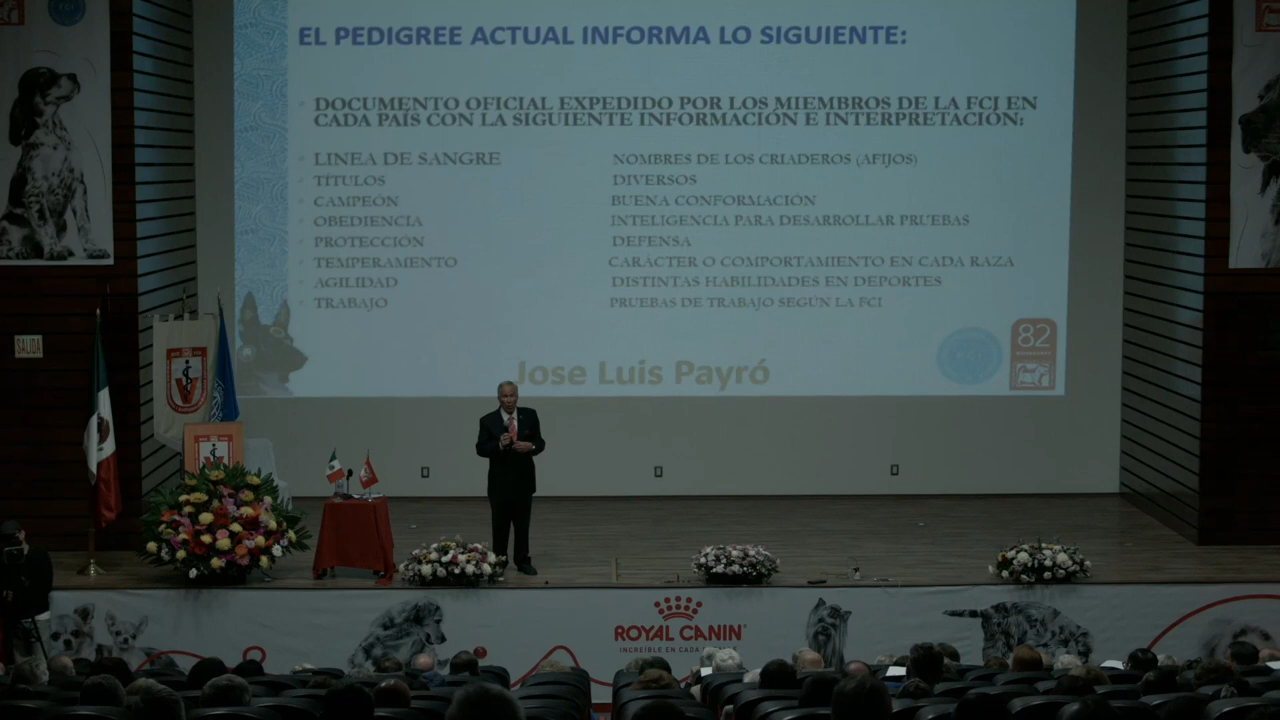 EL PEDIGREE ACTUAL INFORMA LO SIGUIENTE:
DOCUMENTO OFICIAL EXPEDIDO POR LOS MIEMBROS DE LA FCI EN
CADA PAÍS CON LA SIGUIENTE INFORMACIÓN E INTERPRETACIÓN:
LINEA DE SANGRE NOMBRES DE LOS CRIADEROS (AFIJOS)
TÍTULOS DIVERSOS
CAMPEÓN BUENA CONFORMACIÓN
OBEDIENCIA INTELIGENCIA PARA DESARROLLAR PRUEBAS
PROTECCIÓN DEFENSA
TEMPERAMENTO CARÁCTER O COMPORTAMIENTO EN CADA RAZA
AGILIDAD DISTINTAS HABILIDADES EN DEPORTES
TRABAJO PRUEBAS DE TRABAJO SEGÚN LA FCI
82
Jose Luis Payró
SALIDA
ROYAL CANIN
INCREÍBLE EN CADA